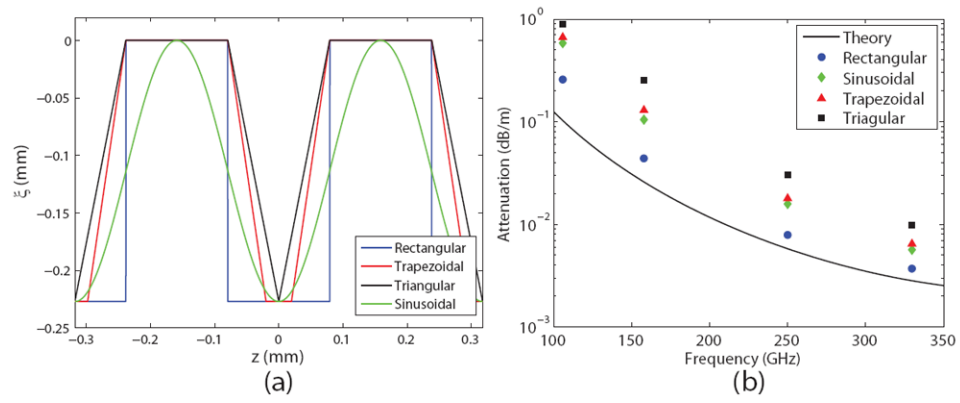 0
−0.05
−0.1
−0.15
−0.2
−0.25
ξ (mm)
Rectangular
Trapezoidal
Triangular
Sinusoidal
−0.3 −0.2 −0.1 0 0.1 0.2 0.3
z (mm)
(a)
10^0
10^−1
10^−2
10^−3
Attenuation (dB/m)
Theory
Rectangular
Sinusoidal
Trapezoidal
Triagular
100 150 200 250 300 350
Frequency (GHz)
(b)